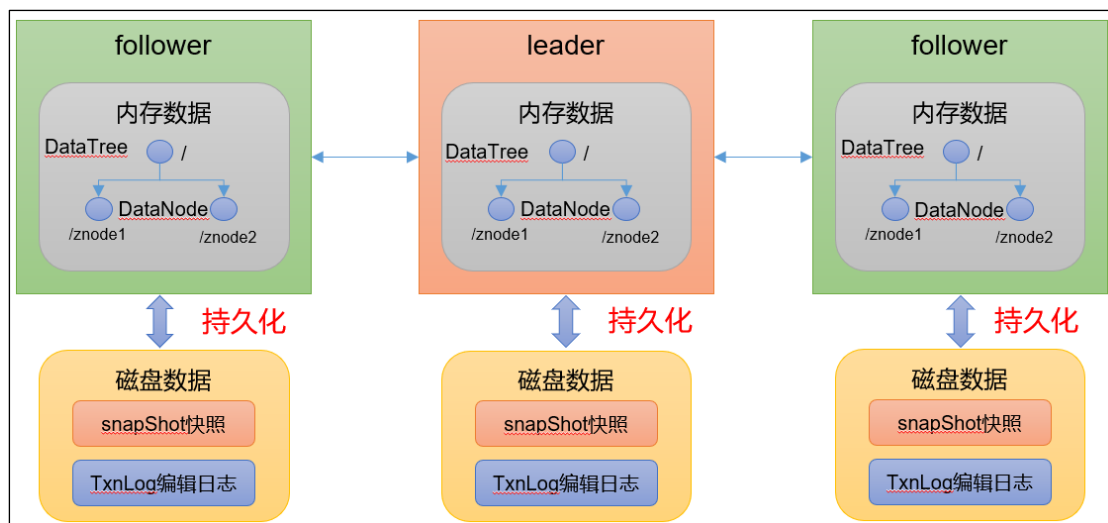 follower
内存数据
DataTree /
DataNode
/znode1 /znode2
持久化
磁盘数据
snapShot快照
TxnLog编辑日志
leader
内存数据
DataTree /
DataNode
/znode1 /znode2
持久化
磁盘数据
snapShot快照
TxnLog编辑日志
follower
内存数据
DataTree /
DataNode
/znode1 /znode2
持久化
磁盘数据
snapShot快照
TxnLog编辑日志